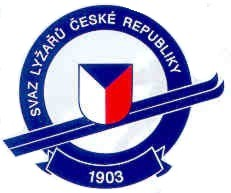 SVAZ LYŽAŘŮ ČESKÉ REPUBLIKY
1903